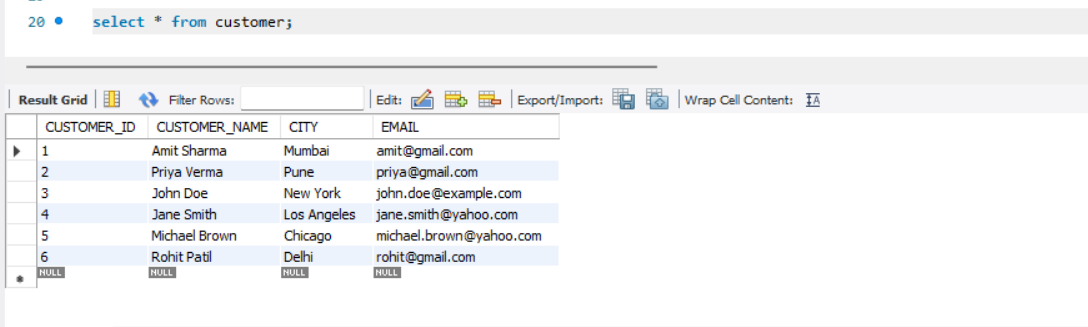 20 select * from customer;
Result Grid Filter Rows: Edit: Export/Import: Wrap Cell Content: IA
CUSTOMER_ID CUSTOMER_NAME CITY EMAIL
1 Amit Sharma Mumbai amit@gmail.com
2 Priya Verma Pune priya@gmail.com
3 John Doe New York john.doe@example.com
4 Jane Smith Los Angeles jane.smith@yahoo.com
5 Michael Brown Chicago michael.brown@yahoo.com
6 Rohit Patil Delhi rohit@gmail.com
NULL NULL NULL NULL